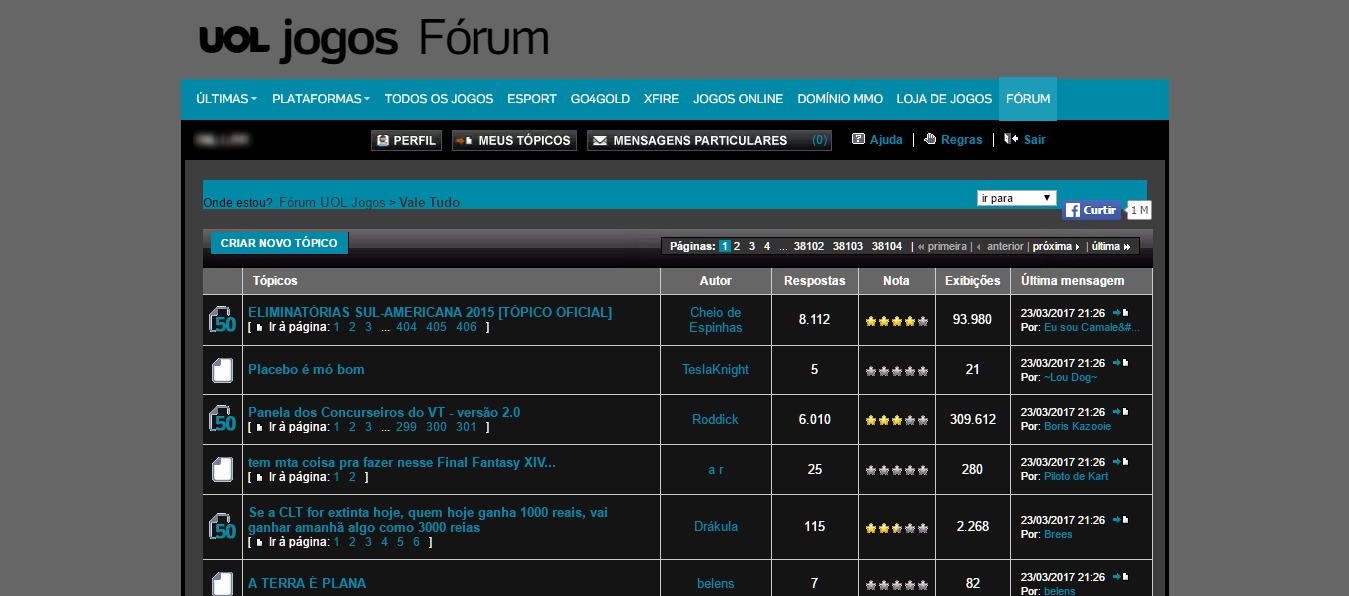 UOL jogos Fórum
ÚLTIMAS PLATAFORMAS TODOS OS JOGOS ESPORT GO4GOLD XFIRE JOGOS ONLINE DOMÍNIO MMO LOJA DE JOGOS FÓRUM
PERFIL MEUS TÓPICOS MENSAGENS PARTICULARES (0) Ajuda | Regras | Sair
Onde estou? Fórum UOL Jogos > Vale Tudo ir para Curtir 1 M
CRIAR NOVO TÓPICO Páginas: 1 2 3 4 ... 38102 38103 38104 | primeira | anterior | próxima | última
Tópicos Autor Respostas Nota Exibições Última mensagem
50 ELIMINATÓRIAS SUL-AMERICANA 2015 [TÓPICO OFICIAL]
[ Ir à página: 1 2 3 ... 404 405 406 ]
Cheio de
Espinhas
8.112 93.980
23/03/2017 21:26
Por: Eu sou Camale&#...
Placebo é mó bom TeslaKnight 5 21
23/03/2017 21:26
Por: ~Lou Dog~
50 Panela dos Concurseiros do VT - versão 2.0
[ Ir à página: 1 2 3 ... 299 300 301 ]
Roddick 6.010 309.612
23/03/2017 21:26
Por: Boris Kazooie
tem mta coisa pra fazer nesse Final Fantasy XIV...
[ Ir à página: 1 2 ]
a r 25 280
23/03/2017 21:26
Por: Piloto de Kart
50 Se a CLT for extinta hoje, quem hoje ganha 1000 reais, vai
ganhar amanhã algo como 3000 reias
[ Ir à página: 1 2 3 4 5 6 ]
Drákula 115 2.268
23/03/2017 21:26
Por: Brees
A TERRA É PLANA belens 7 82
23/03/2017 21:26
Por: belens